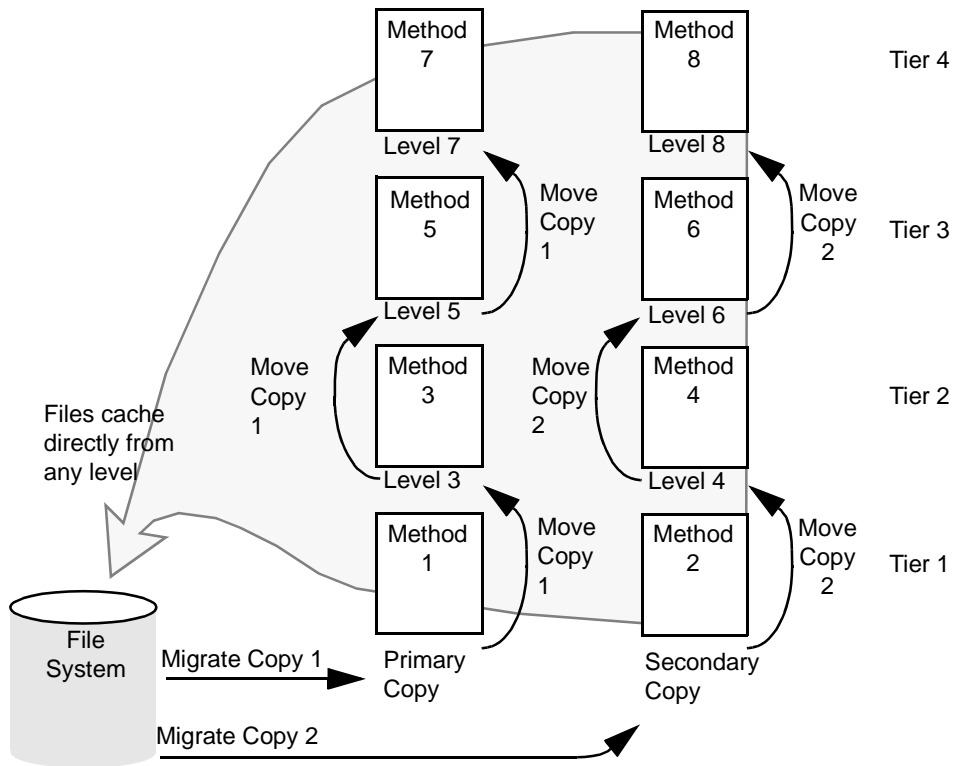 Method
7
Method
8
Tier 4
Level 7
Level 8
Method
5
Move
Copy
1
Method
6
Move
Copy
2
Tier 3
Level 5
Level 6
Move
Copy
1
Method
3
Move
Copy
2
Method
4
Tier 2
Files cache
directly from
any level
Level 3
Level 4
Method
1
Move
Copy
1
Method
2
Move
Copy
2
Tier 1
File
System
Migrate Copy 1
Primary
Copy
Secondary
Copy
Migrate Copy 2